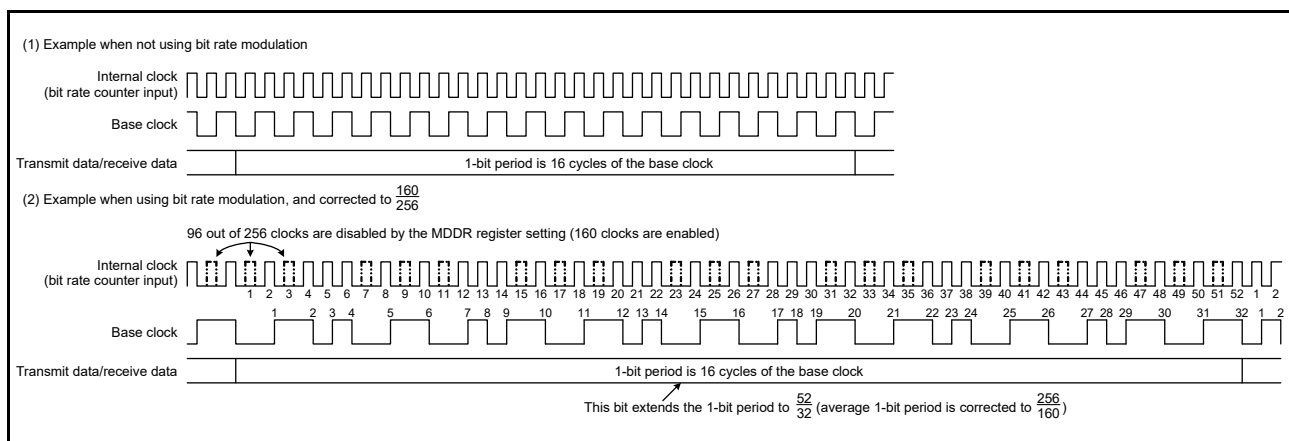 (1) Example when not using bit rate modulation
Internal clock
(bit rate counter input)
Base clock
Transmit data/receive data
1-bit period is 16 cycles of the base clock
(2) Example when using bit rate modulation, and corrected to 160/256
96 out of 256 clocks are disabled by the MDDR register setting (160 clocks are enabled)
Internal clock
(bit rate counter input)
1 2 3 4 5 6 7 8 9 10 11 12 13 14 15 16 17 18 19 20 21 22 23 24 25 26 27 28 29 30 31 32 33 34 35 36 37 38 39 40 41 42 43 44 45 46 47 48 49 50 51 52 1 2
1 2 3 4 5 6 7 8 9 10 11 12 13 14 15 16 17 18 19 20 21 22 23 24 25 26 27 28 29 30 31 32 1 2
Base clock
Transmit data/receive data
1-bit period is 16 cycles of the base clock
This bit extends the 1-bit period to 52/32 (average 1-bit period is corrected to 256/160)